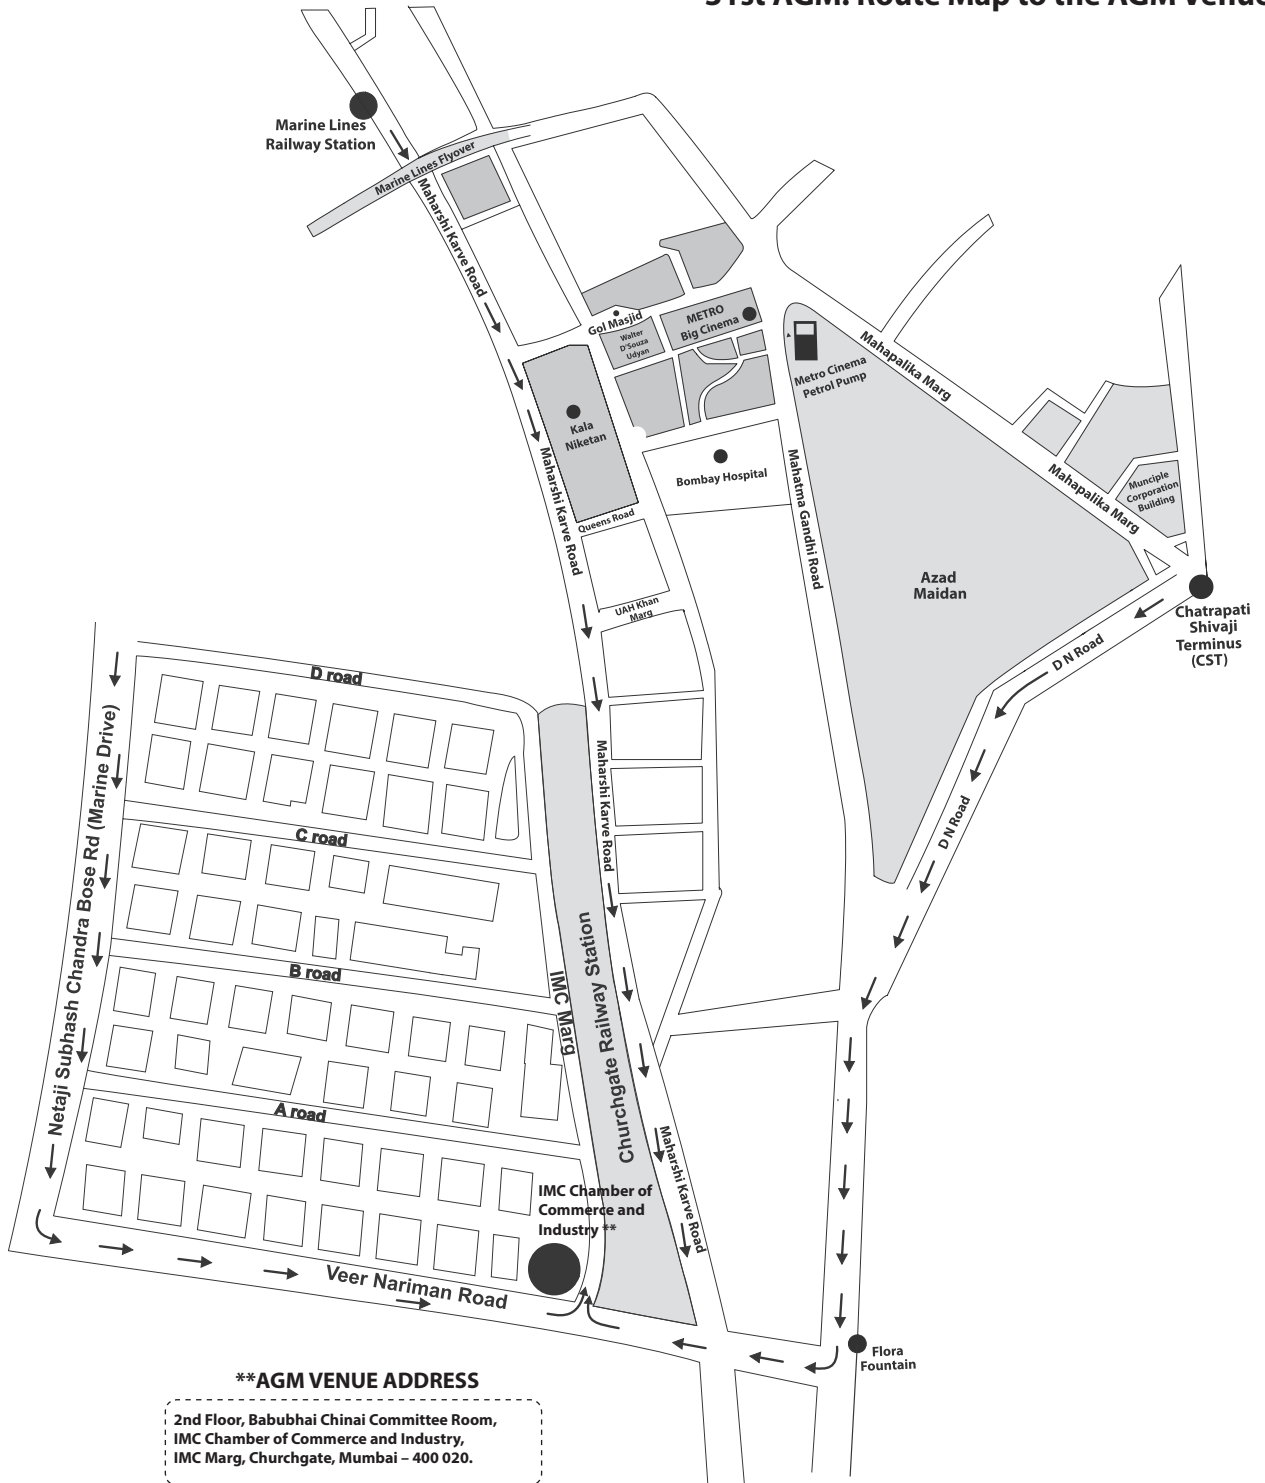 51st AGM: Route Map to the AGM Venue
Marine Lines
Railway Station
Marine Lines Flyover
Maharshi Karve Road
Gol Masjid
Walter
D'Souza
Udyan
METRO
Big Cinema
Metro Cinema
Petrol Pump
Mahapalika Marg
Kala
Niketan
Bombay Hospital
Maharshi Karve Road
Queens Road
Mahatma Gandhi Road
Mahapalika Marg
Munciple
Corporation
Building
Azad
Maidan
UAH Khan
Marg
Chatrapati
Shivaji
Terminus
(CST)
D N Road
D road
Netaji Subhash Chandra Bose Rd (Marine Drive)
Maharshi Karve Road
D N Road
C road
B road
IMC Marg
Churchgate Railway Station
A road
Maharshi Karve Road
IMC Chamber of
Commerce and
Industry **
Veer Nariman Road
Flora
Fountain
**AGM VENUE ADDRESS
2nd Floor, Babubhai Chinai Committee Room,
IMC Chamber of Commerce and Industry,
IMC Marg, Churchgate, Mumbai – 400 020.